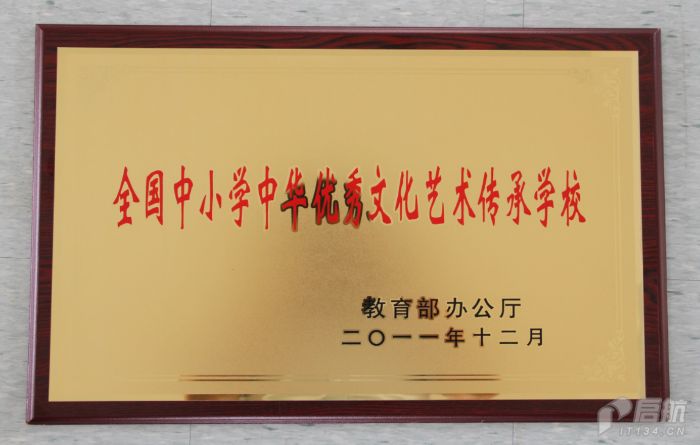 全国中小学中华优秀文化艺术传承学校
教育部办公厅
二〇一一年十二月
启航
IT134.CN